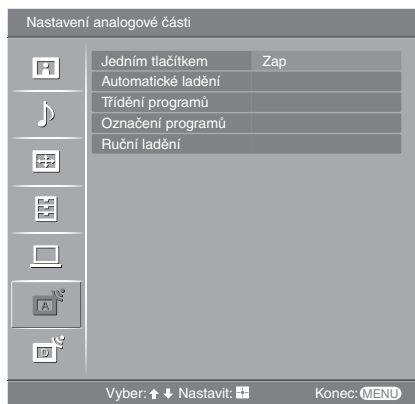 Nastavení analogové části
Jedním tlačítkem Zap
Automatické ladění
Třídění programů
Označení programů
Ruční ladění
A
D
Vyber: ↑ ↓ Nastavit: Konec: MENU